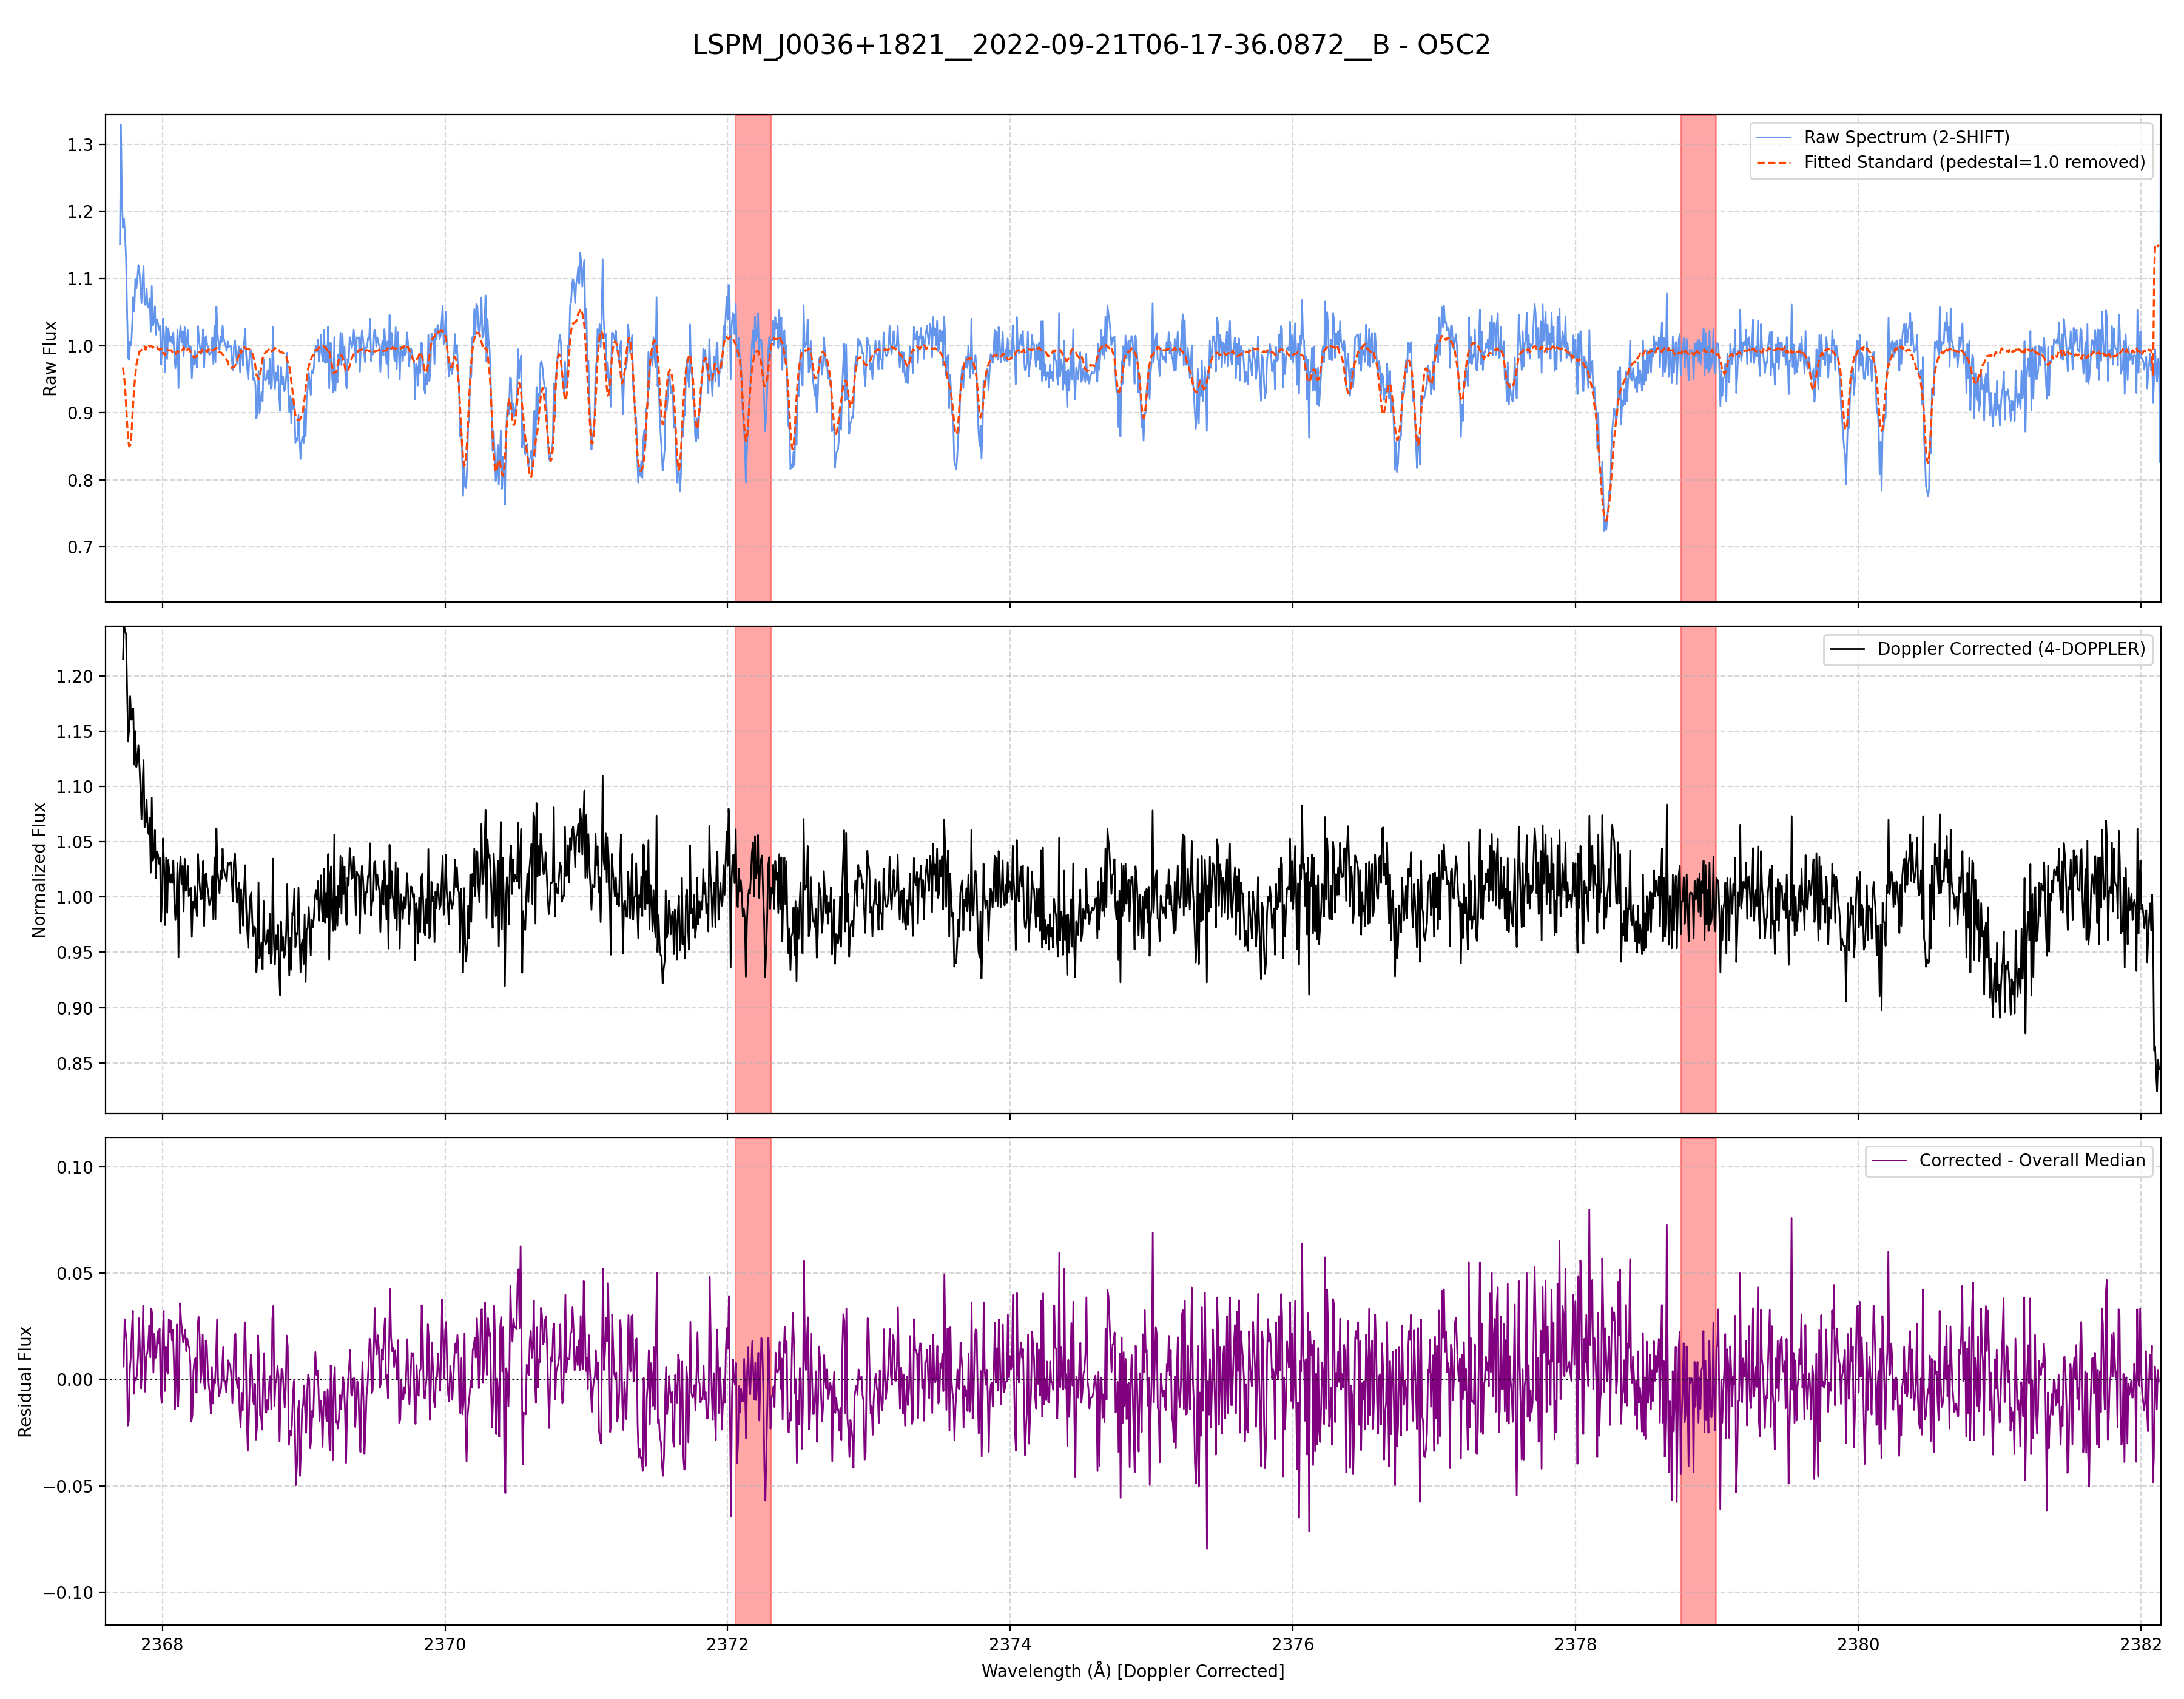 LSPM_J0036+1821__2022-09-21T06-17-36.0872__B - O5C2
Raw Flux
1.3
1.2
1.1
1.0
0.9
0.8
0.7
Raw Spectrum (2-SHIFT)
Fitted Standard (pedestal=1.0 removed)
Normalized Flux
1.20
1.15
1.10
1.05
1.00
0.95
0.90
0.85
Doppler Corrected (4-DOPPLER)
Residual Flux
0.10
0.05
0.00
−0.05
−0.10
Corrected - Overall Median
2368 2370 2372 2374 2376 2378 2380 2382
Wavelength (Å) [Doppler Corrected]